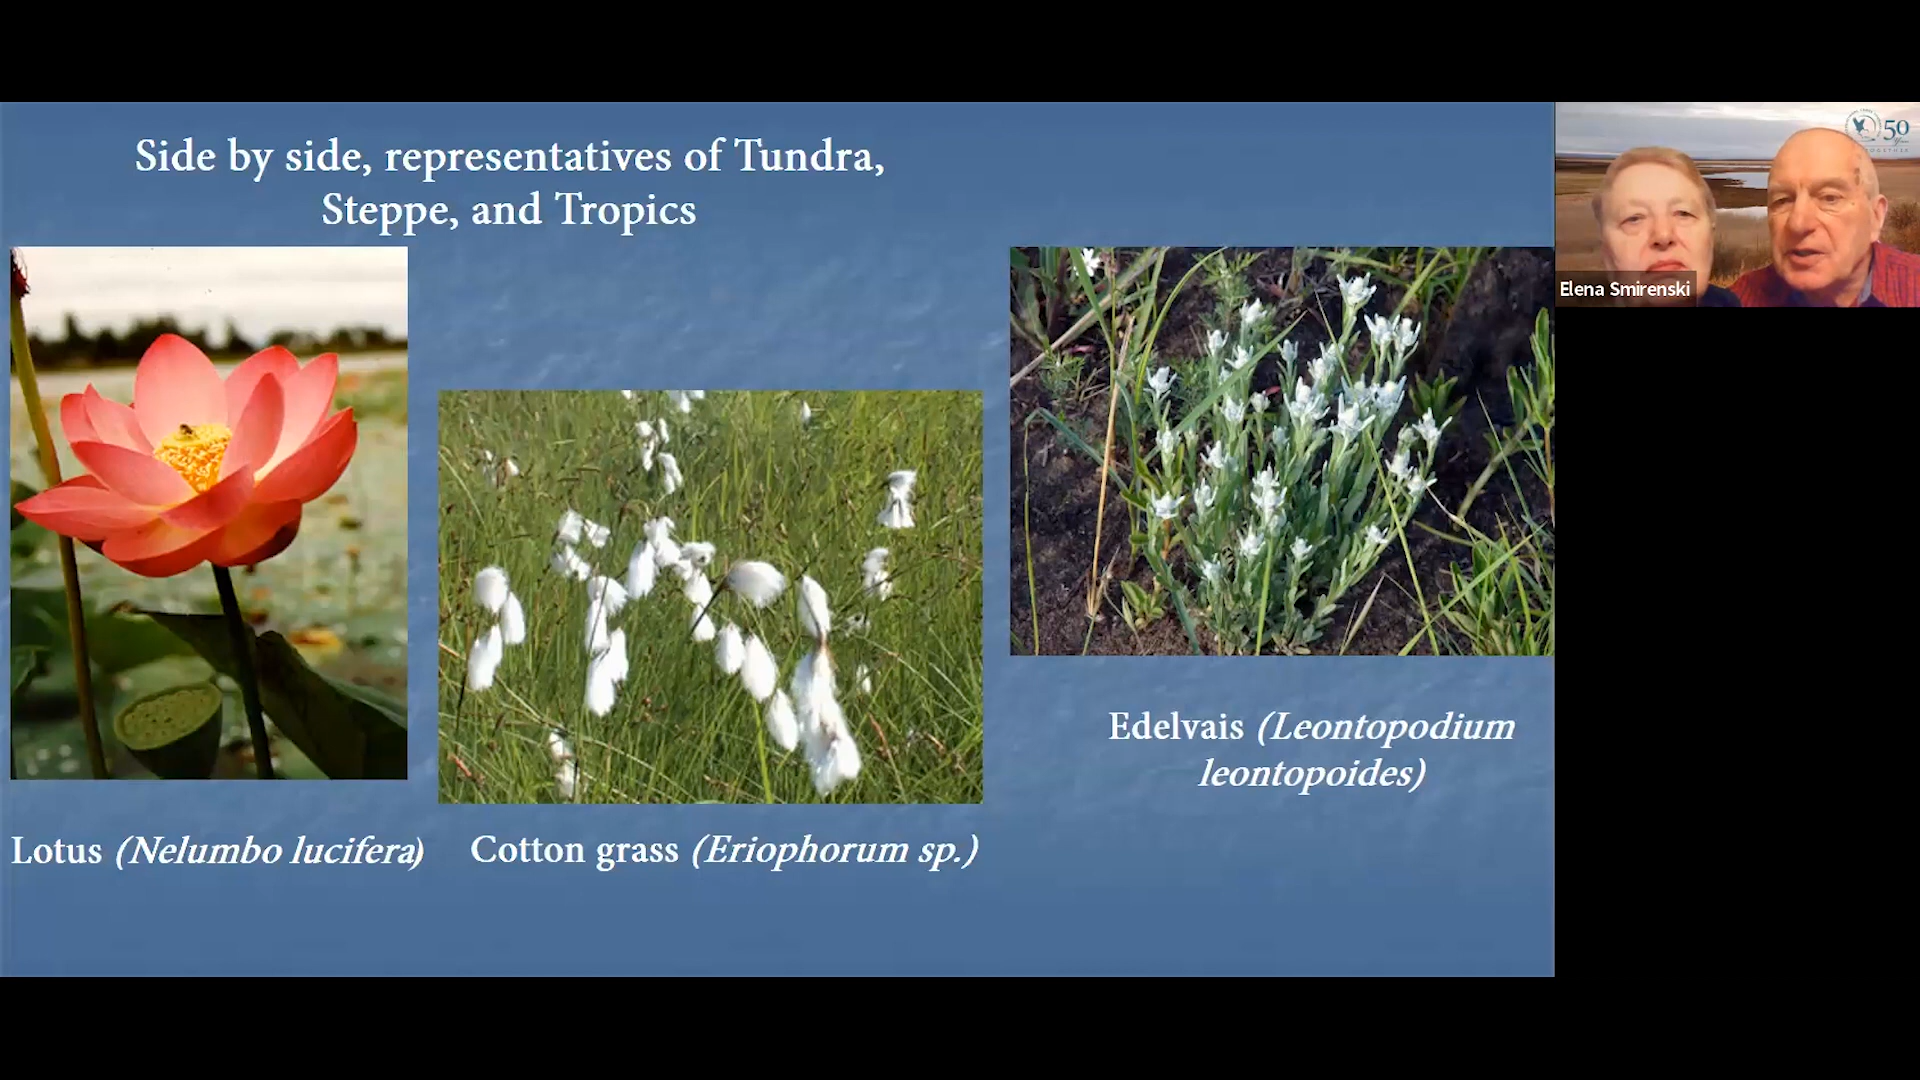 Side by side, representatives of Tundra,
Steppe, and Tropics
Lotus (Nelumbo lucifera)
Cotton grass (Eriophorum sp.)
Edelvais (Leontopodium
leontopoides)
50
Elena Smirenski